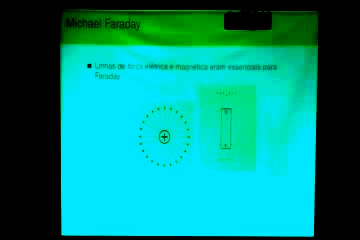 Michael Faraday
Linhas de força elétrica e magnética eram essenciais para
Faraday